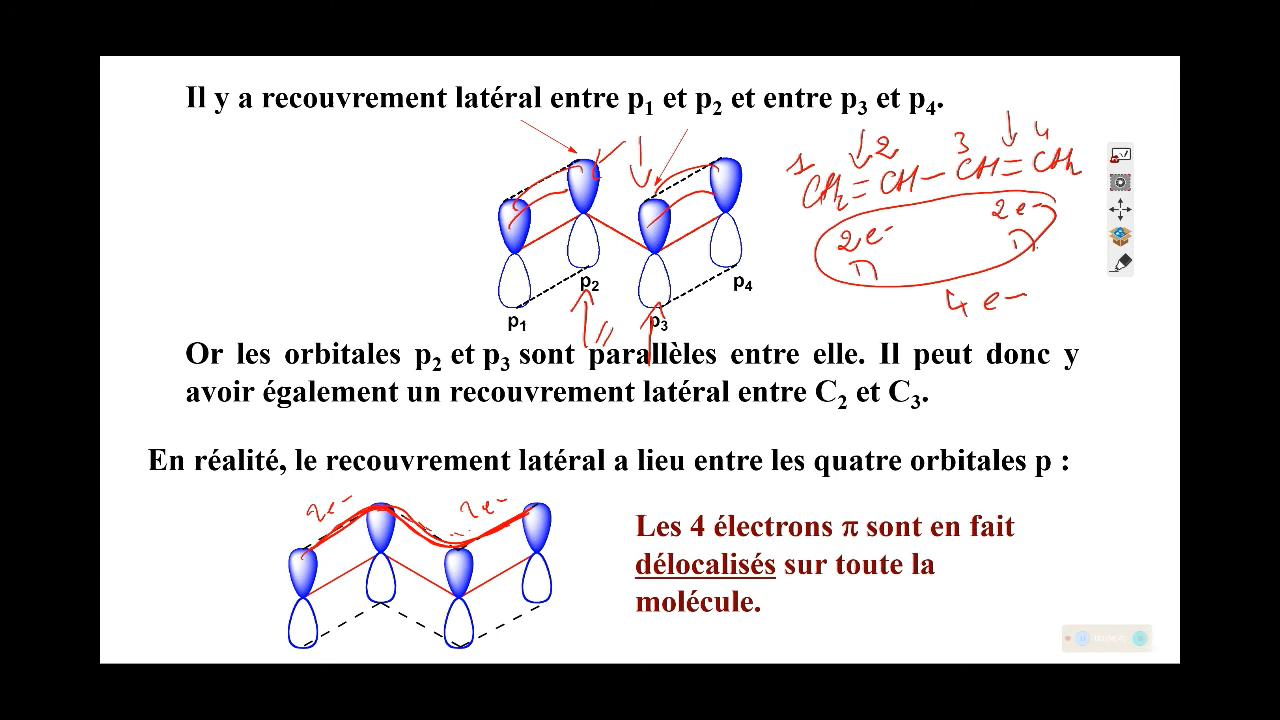 Il y a recouvrement latéral entre p₁ et p₂ et entre p₃ et p₄.
1 2 3 4
CH₂=CH-CH=CH₂
2e- 2e-
π π
4 e-
p₂ p₄
p₁ p₃
//
Or les orbitales p₂ et p₃ sont parallèles entre elle. Il peut donc y
avoir également un recouvrement latéral entre C₂ et C₃.
En réalité, le recouvrement latéral a lieu entre les quatre orbitales p :
2e- 2e-
Les 4 électrons π sont en fait
délocalisés sur toute la
molécule.